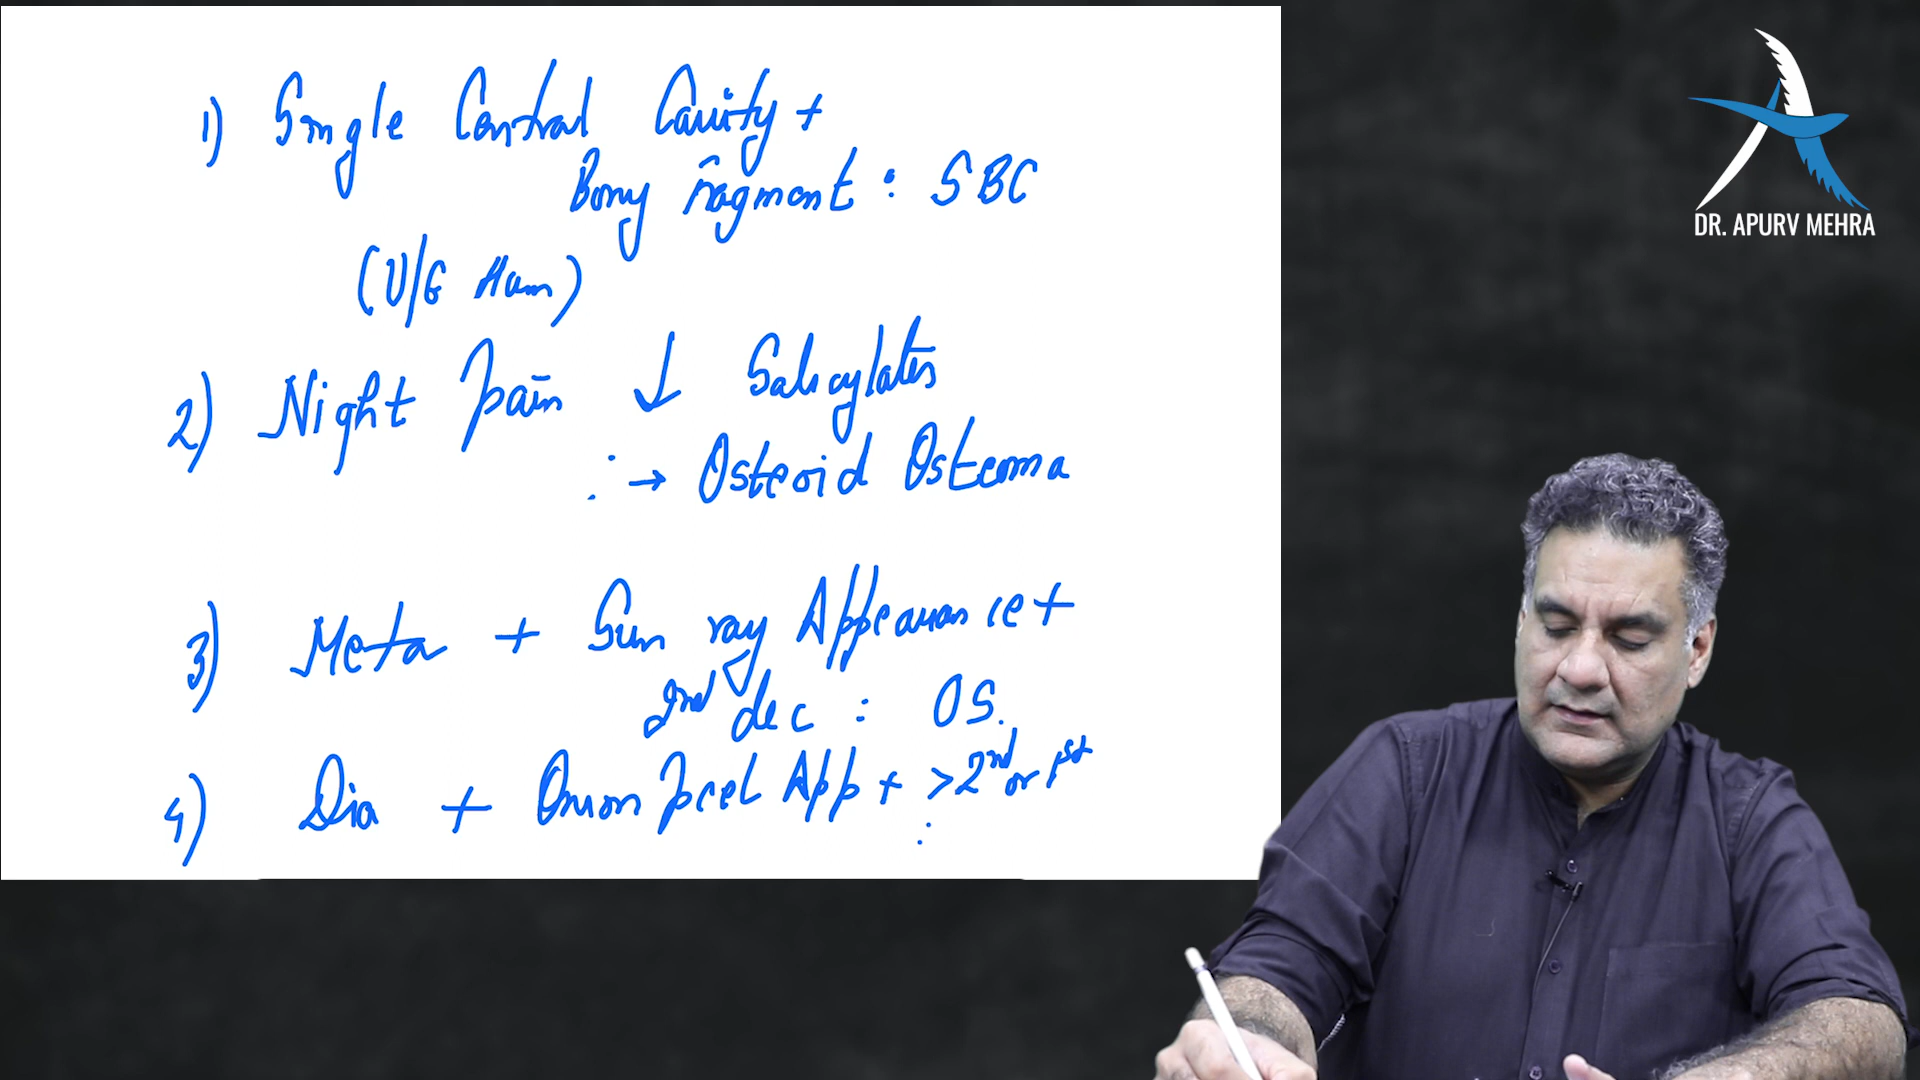 1) Single Central Cavity +
Bony fragment : SBC
(U/E Hum)
2) Night pain ↓ Salicylates
: → Osteoid Osteoma
3) Meta + Sun ray Appearance +
2nd dec : OS.
4) Dia + Onion peel App + > 2nd or 1st
:
DR. APURV MEHRA